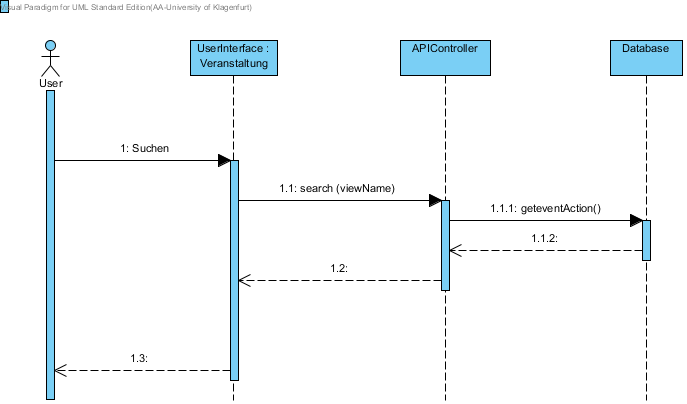 Visual Paradigm for UML Standard Edition(AA-University of Klagenfurt)
User
UserInterface :
Veranstaltung
APIController
Database
1: Suchen
1.1: search (viewName)
1.1.1: geteventAction()
1.1.2:
1.2:
1.3: